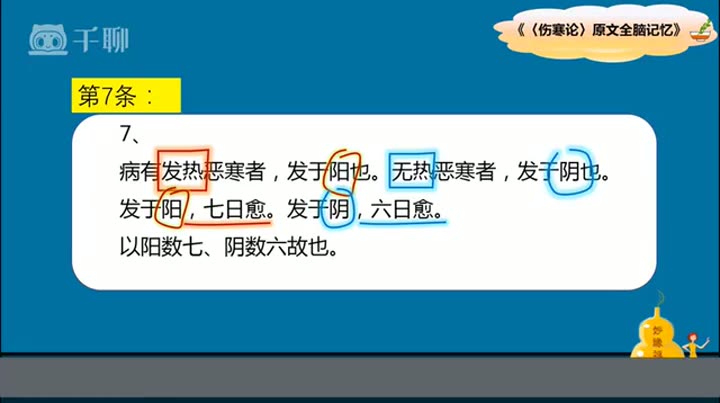 千聊
《〈伤寒论〉原文全脑记忆》
第7条：
7、
病有发热恶寒者，发于阳也。无热恶寒者，发于阴也。
发于阳，七日愈。发于阴，六日愈。
以阳数七、阴数六故也。